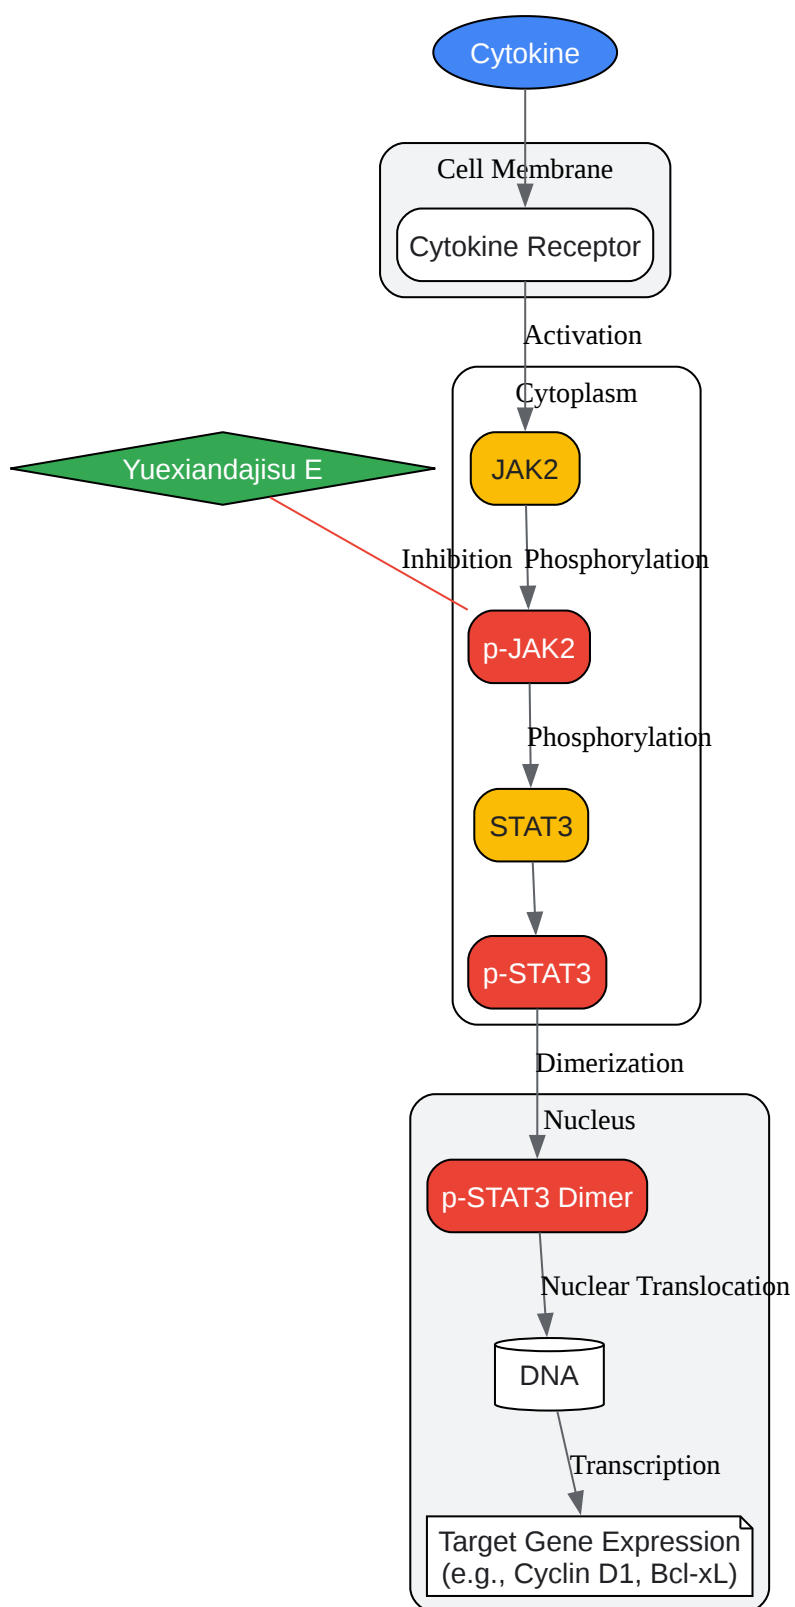 Cytokine
Cell Membrane
Cytokine Receptor
Activation
Cytoplasm
JAK2
Yuexiandajisu E
Inhibition
Phosphorylation
p-JAK2
Phosphorylation
STAT3
p-STAT3
Dimerization
Nucleus
p-STAT3 Dimer
Nuclear Translocation
DNA
Transcription
Target Gene Expression
(e.g., Cyclin D1, Bcl-xL)